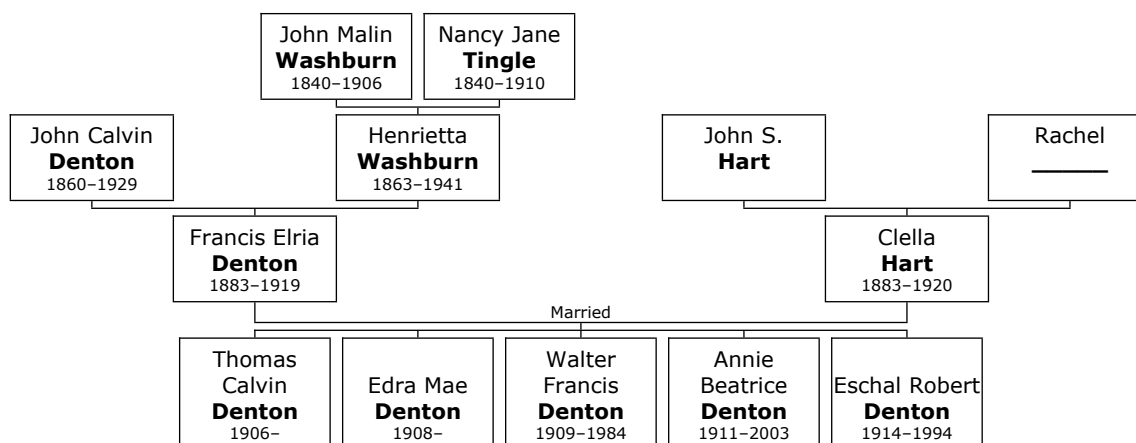 John Malin
Washburn
1840–1906
Nancy Jane
Tingle
1840–1910
John Calvin
Denton
1860–1929
Henrietta
Washburn
1863–1941
John S.
Hart
Rachel
Francis Elria
Denton
1883–1919
Clella
Hart
1883–1920
Married
Thomas
Calvin
Denton
1906–
Edra Mae
Denton
1908–
Walter
Francis
Denton
1909–1984
Annie
Beatrice
Denton
1911–2003
Eschal Robert
Denton
1914–1994